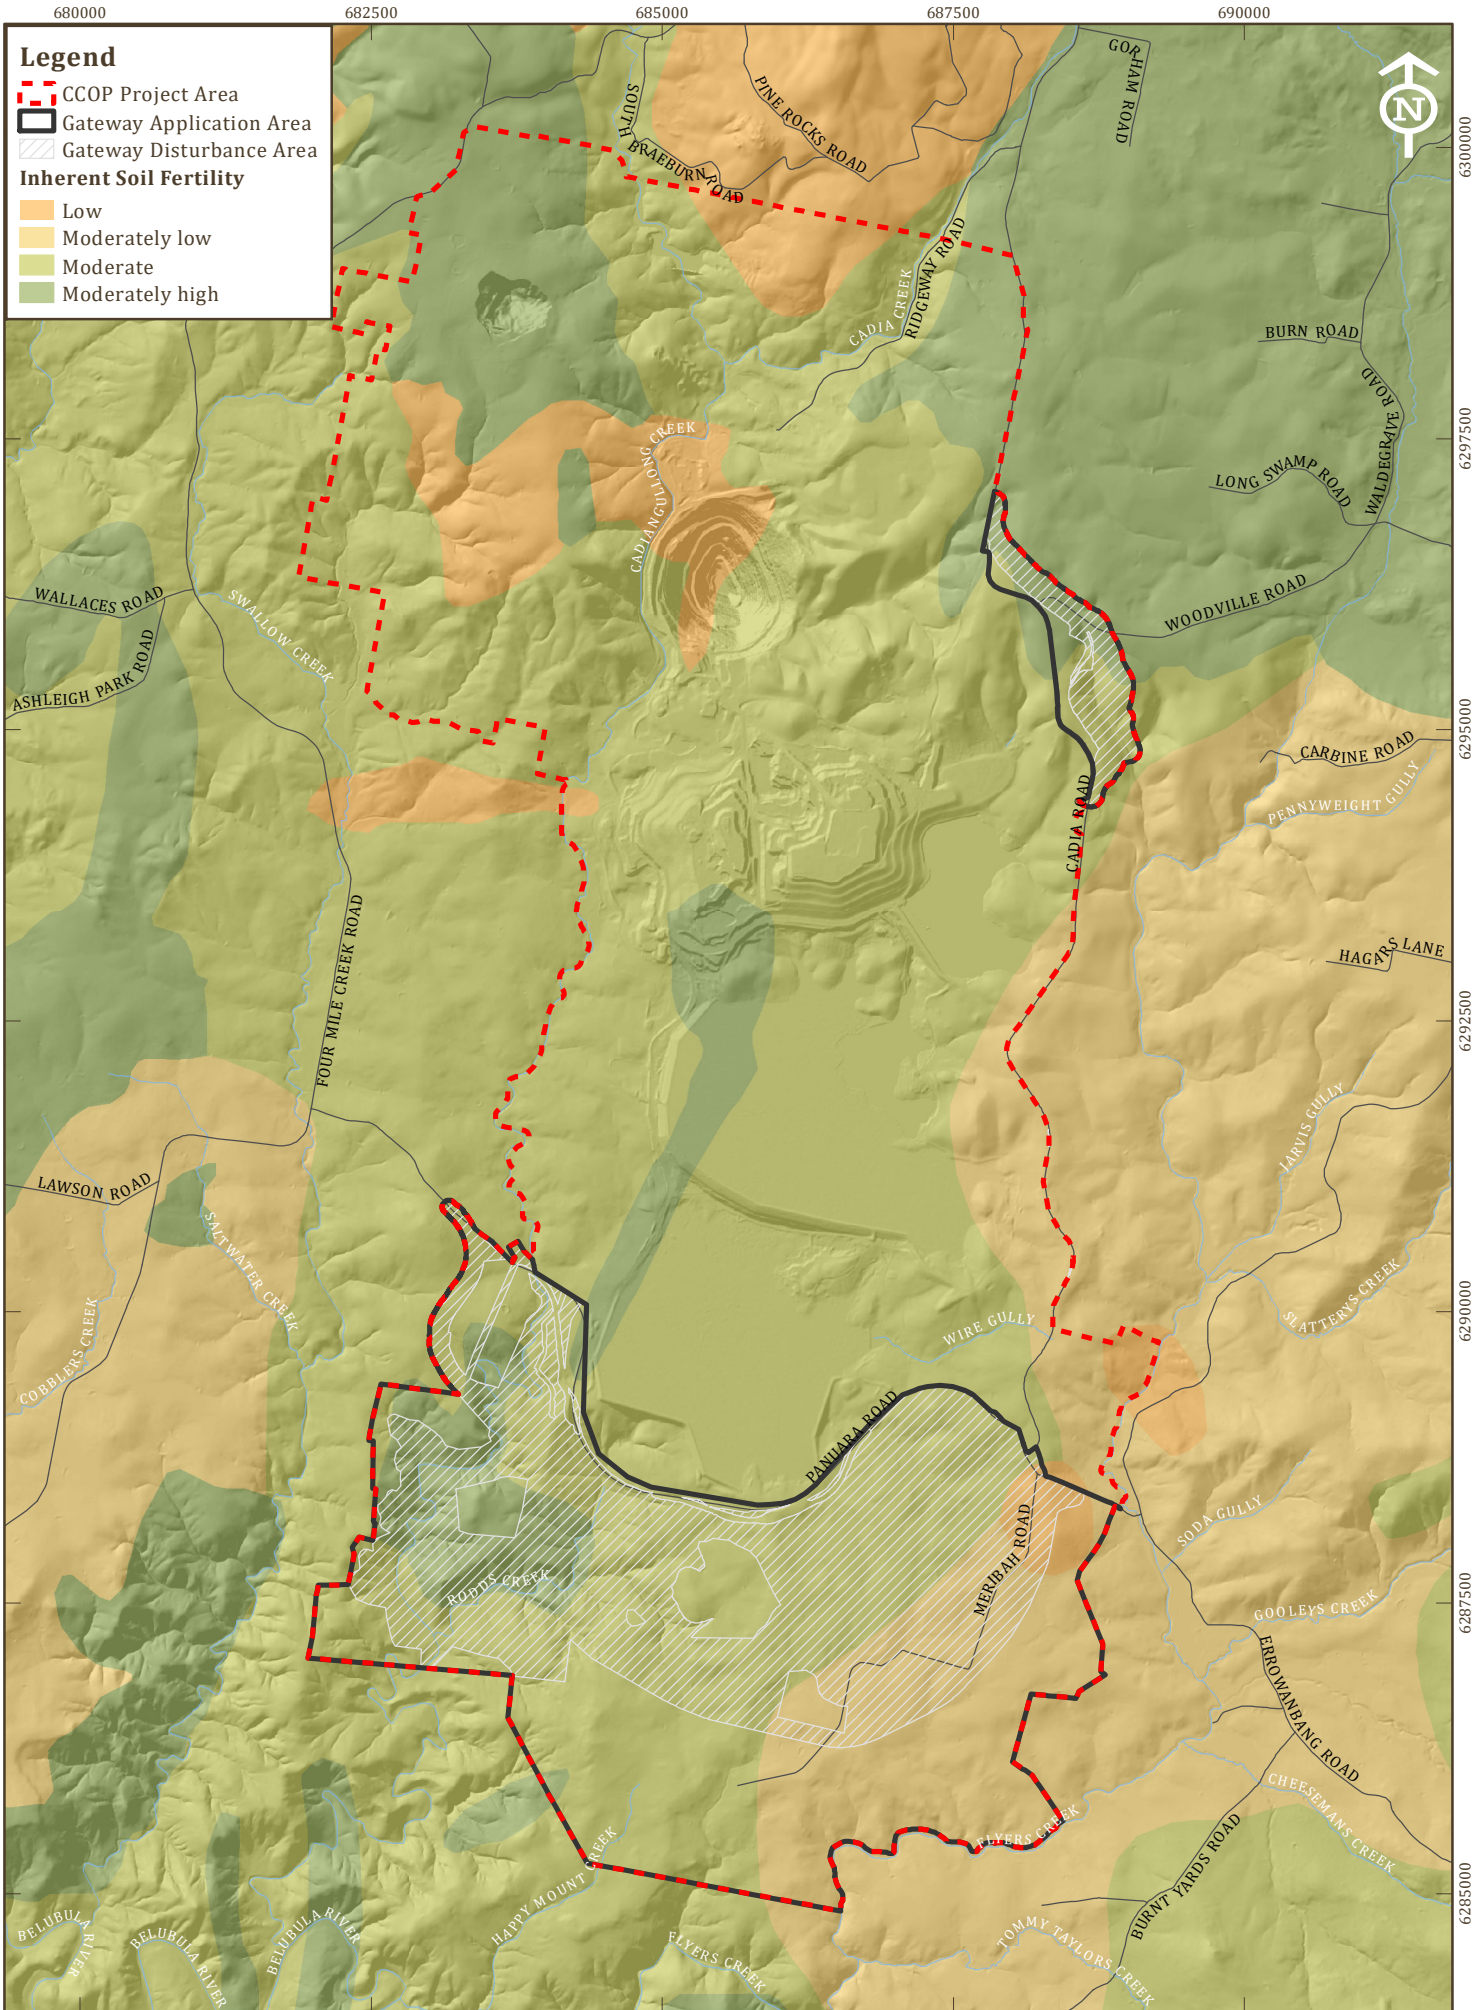 680000
682500
685000
687500
690000
Legend
CCOP Project Area
Gateway Application Area
Gateway Disturbance Area
Inherent Soil Fertility
Low
Moderately low
Moderate
Moderately high
N
6300000
6297500
6295000
6292500
6290000
6287500
6285000
GORHAM ROAD
PINE ROCKS ROAD
SOUTH
BRAEBURN ROAD
RIDGEWAY ROAD
CADIA CREEK
BURN ROAD
WALDEGRAVE ROAD
LONG SWAMP ROAD
CADIANGULLONG CREEK
WALLACES ROAD
SWALLOW CREEK
WOODVILLE ROAD
ASHLEIGH PARK ROAD
CARBINE ROAD
PENNYWEIGHT GULLY
CADIA ROAD
FOUR MILE CREEK ROAD
HAGARS LANE
JARVIS GULLY
LAWSON ROAD
SALTWATER CREEK
COBBLERS CREEK
SLATTERYS CREEK
WIRE GULLY
PANUARA ROAD
MERIBAH ROAD
SODA GULLY
RODDS CREEK
GOOLEYS CREEK
ERROWANBANG ROAD
CHEESEMANS CREEK
FLYERS CREEK
BURNT YARDS ROAD
HAPPY MOUNT CREEK
BELUBULA RIVER
BELUBULA RIVER
BELUBULA RIVER
FLYERS CREEK
TOMMY TAYLORS CREEK